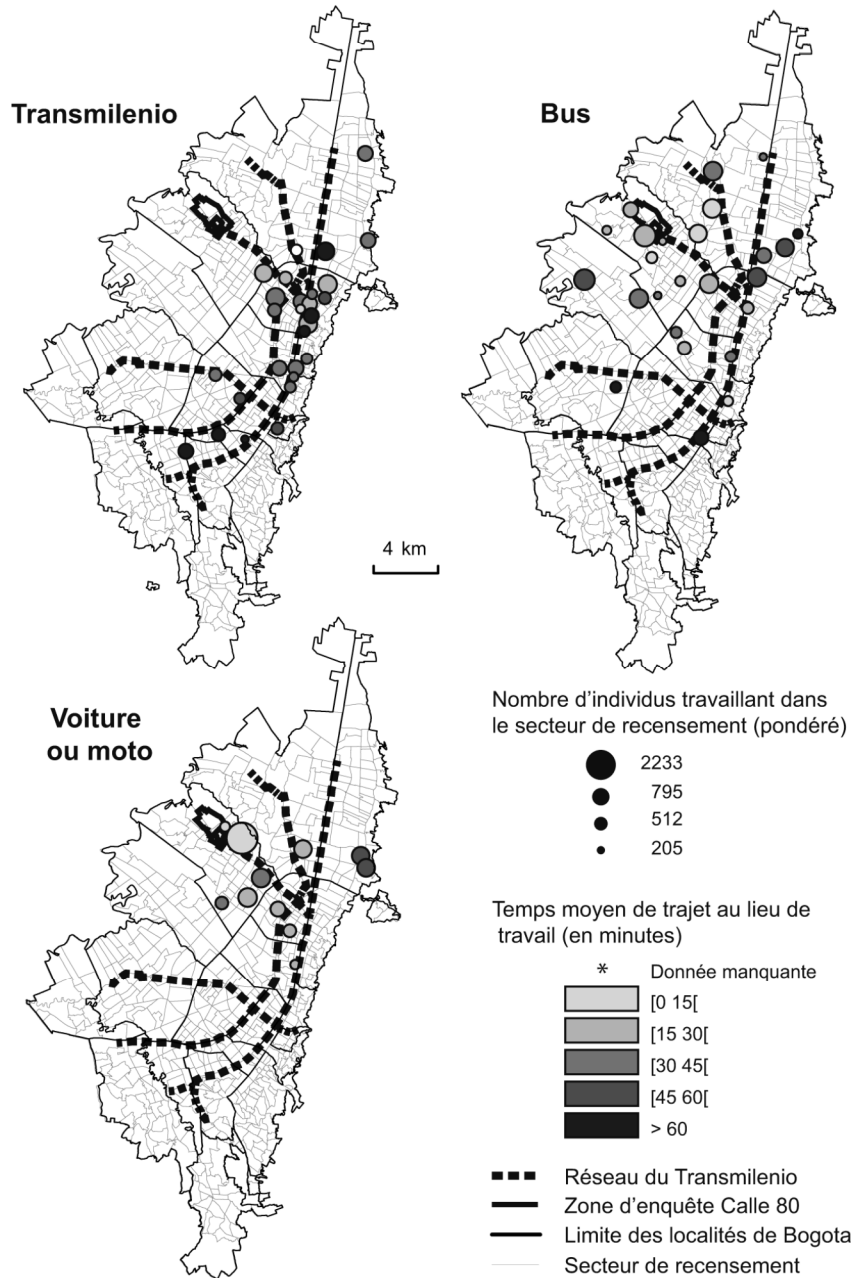 Transmilenio
Bus
4 km
Voiture
ou moto
Nombre d'individus travaillant dans
le secteur de recensement (pondéré)
2233
795
512
205
Temps moyen de trajet au lieu de
travail (en minutes)
* Donnée manquante
[0 15[
[15 30[
[30 45[
[45 60[
> 60
Réseau du Transmilenio
Zone d'enquête Calle 80
Limite des localités de Bogota
Secteur de recensement